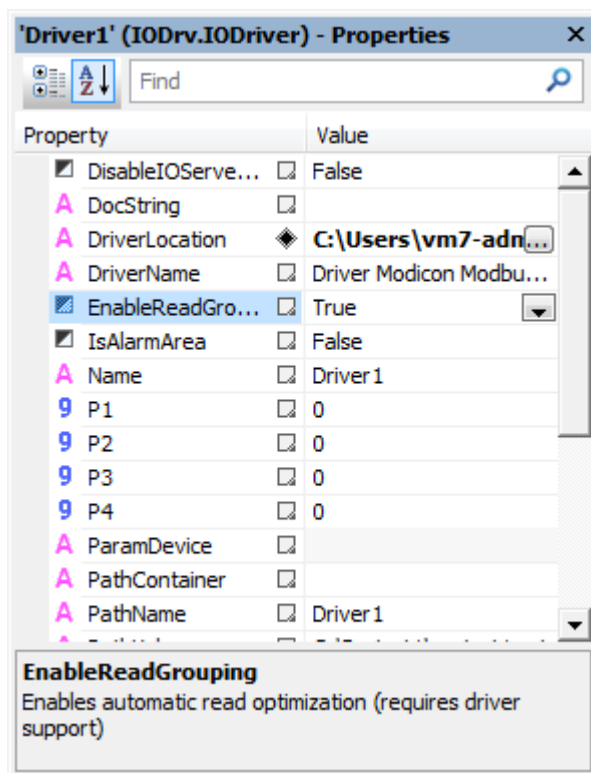 'Driver1' (IODrv.IODriver) - Properties
Find
Property Value
DisableIOServe... False
DocString
DriverLocation C:\Users\vm7-adm...
DriverName Driver Modicon Modbu...
EnableReadGro... True
IsAlarmArea False
Name Driver1
P1 0
P2 0
P3 0
P4 0
ParamDevice
PathContainer
PathName Driver1
EnableReadGrouping
Enables automatic read optimization (requires driver
support)